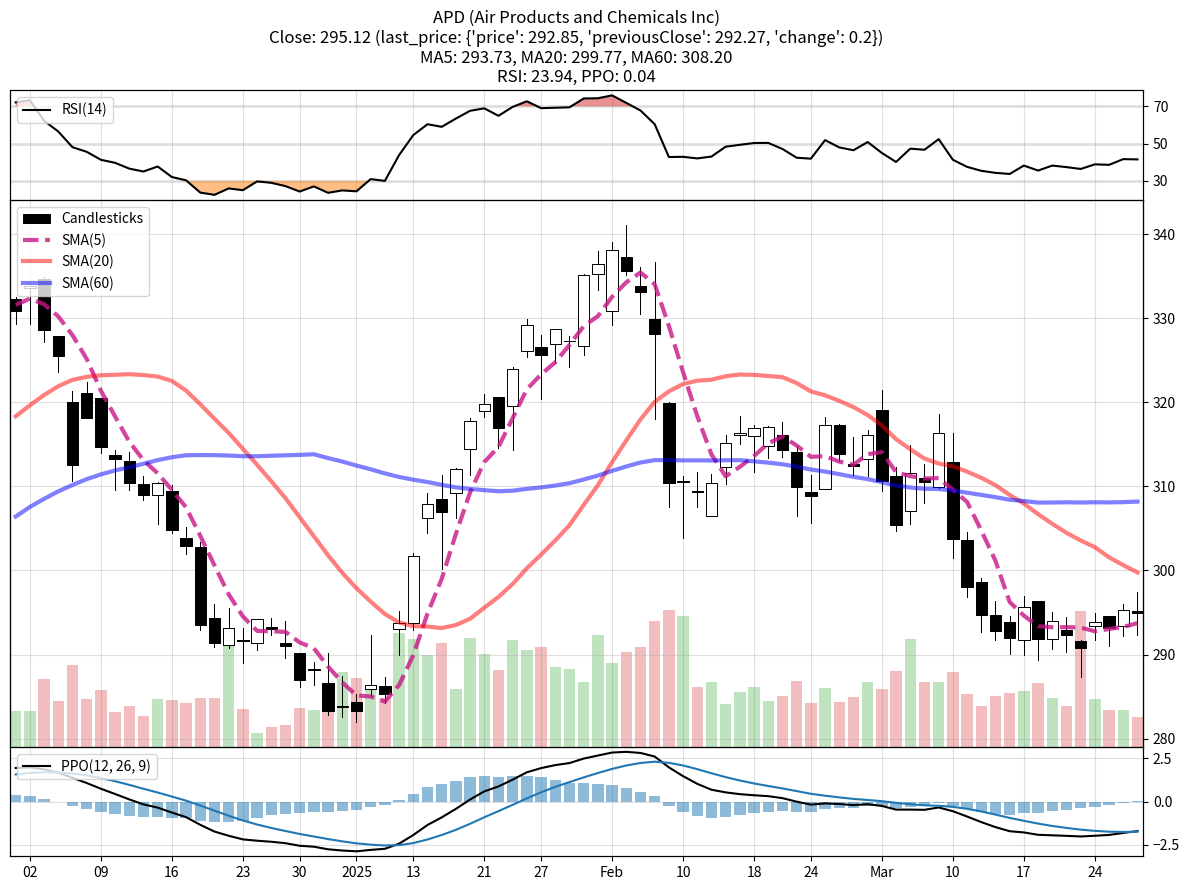 APD (Air Products and Chemicals Inc)
Close: 295.12 (last_price: {'price': 292.85, 'previousClose': 292.27, 'change': 0.2})
MA5: 293.73, MA20: 299.77, MA60: 308.20
RSI: 23.94, PPO: 0.04
RSI(14)
70
50
30
Candlesticks
SMA(5)
SMA(20)
SMA(60)
340
330
320
310
300
290
280
PPO(12, 26, 9)
2.5
0.0
−2.5
02 09 16 23 30 2025 13 21 27 Feb 10 18 24 Mar 10 17 24